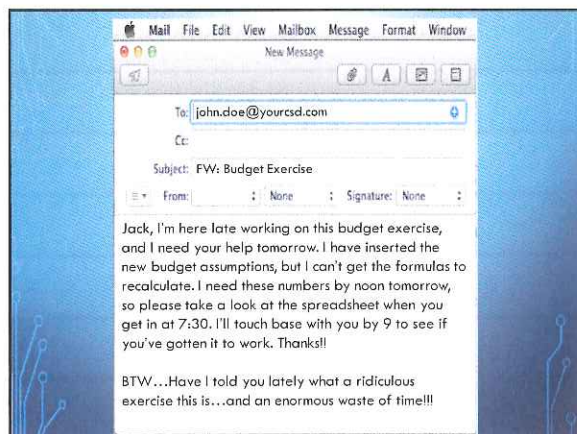 Mail File Edit View Mailbox Message Format Window
New Message
To: john.doe@yourcsd.com
Cc:
Subject: FW: Budget Exercise
From: None Signature: None
Jack, I'm here late working on this budget exercise,
and I need your help tomorrow. I have inserted the
new budget assumptions, but I can't get the formulas to
recalculate. I need these numbers by noon tomorrow,
so please take a look at the spreadsheet when you
get in at 7:30. I'll touch base with you by 9 to see if
you've gotten it to work. Thanks!!
BTW...Have I told you lately what a ridiculous
exercise this is...and an enormous waste of time!!!